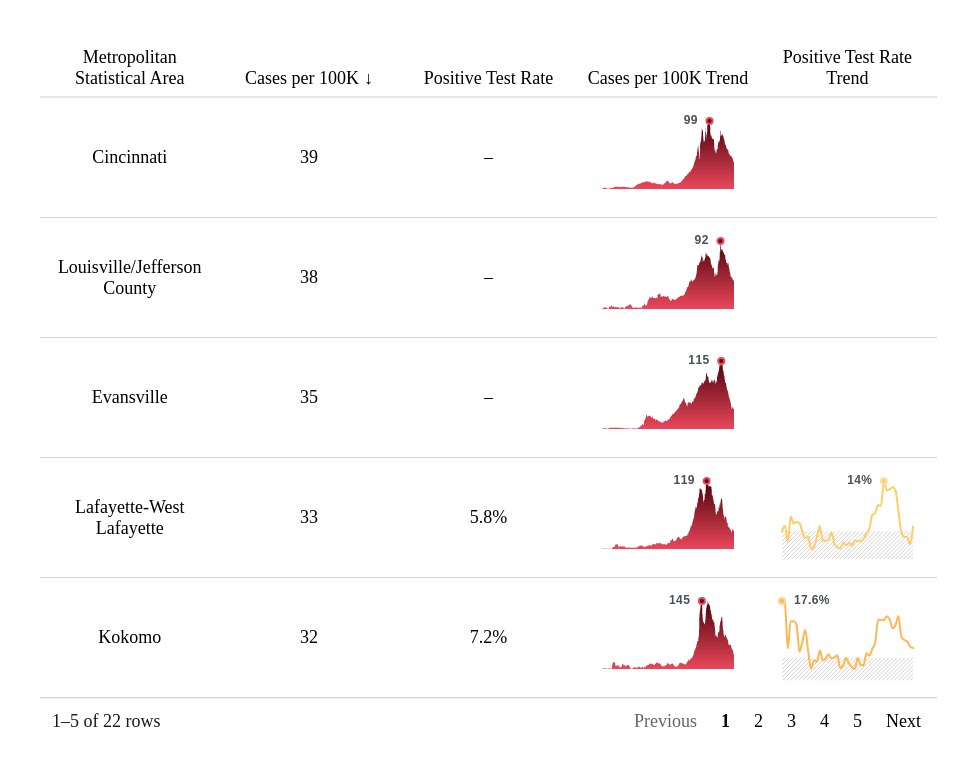 Metropolitan
Statistical Area
Cases per 100K ↓
Positive Test Rate
Cases per 100K Trend
Positive Test Rate
Trend
Cincinnati
39
–
99
Louisville/Jefferson
County
38
–
92
Evansville
35
–
115
Lafayette-West
Lafayette
33
5.8%
119
14%
Kokomo
32
7.2%
145
17.6%
1–5 of 22 rows
Previous 1 2 3 4 5 Next